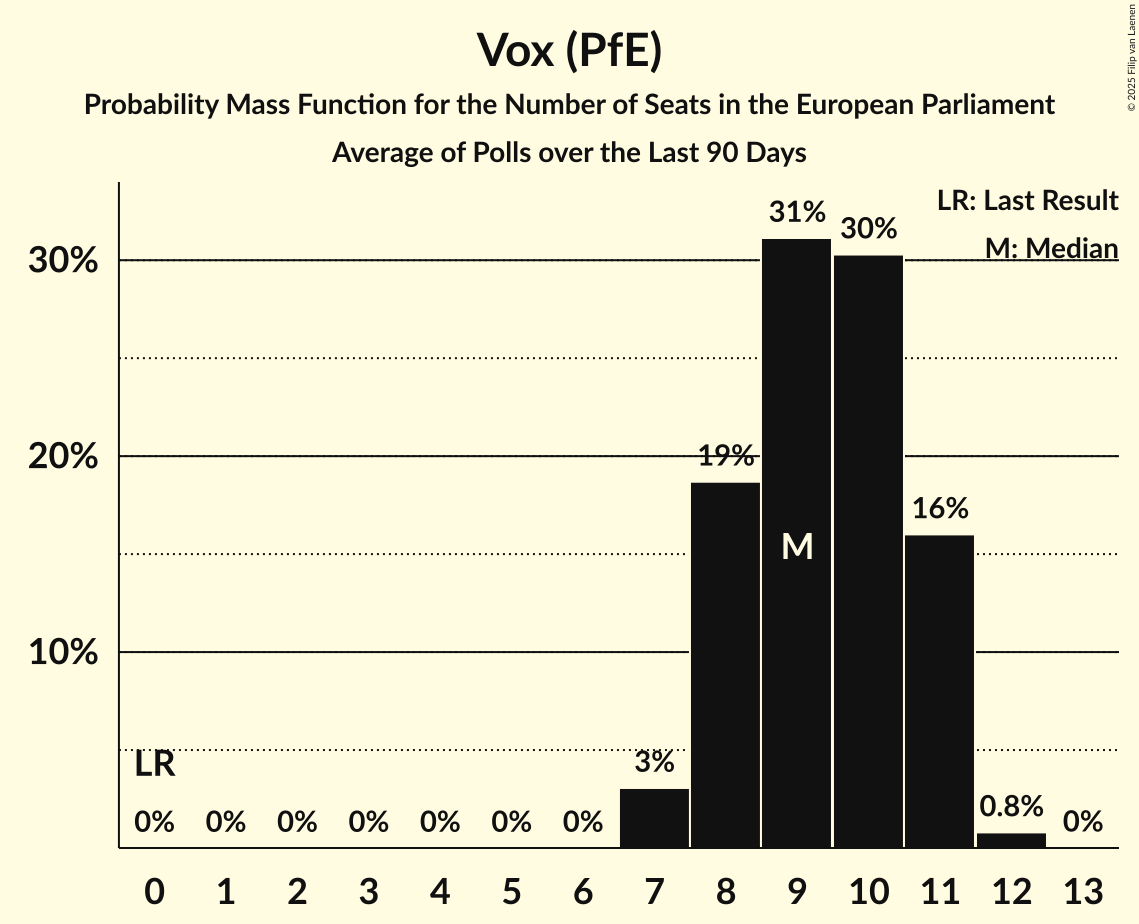 Vox (PfE)
Probability Mass Function for the Number of Seats in the European Parliament
Average of Polls over the Last 90 Days
© 2025 Filip van Laenen
LR: Last Result
M: Median
30%
20%
10%
31%
30%
19%
16%
M
LR
3%
0.8%
0% 0% 0% 0% 0% 0% 0% 0%
0 1 2 3 4 5 6 7 8 9 10 11 12 13